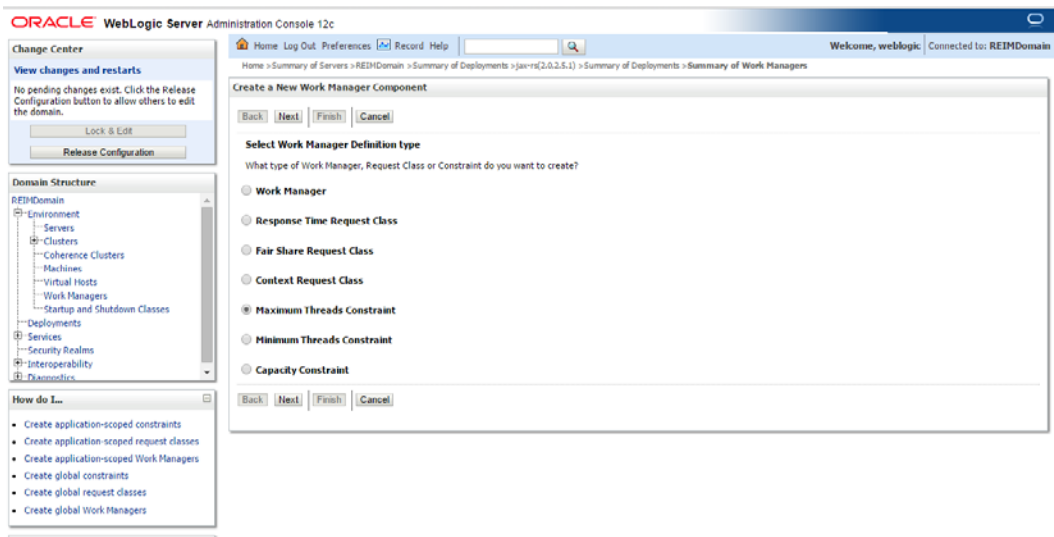 ORACLE WebLogic Server Administration Console 12c
Change Center
View changes and restarts
No pending changes exist. Click the Release
Configuration button to allow others to edit
the domain.
Lock & Edit
Release Configuration
Domain Structure
REIMDomain
Environment
Servers
Clusters
Coherence Clusters
Machines
Virtual Hosts
Work Managers
Startup and Shutdown Classes
Deployments
Services
Security Realms
Interoperability
Diagnostics
How do I...
Create application-scoped constraints
Create application-scoped request classes
Create application-scoped Work Managers
Create global constraints
Create global request classes
Create global Work Managers
Home Log Out Preferences Record Help
Welcome, weblogic Connected to: REIMDomain
Home >Summary of Servers >REIMDomain >Summary of Deployments >jax-rs(2.0.2.5.1) >Summary of Deployments >Summary of Work Managers
Create a New Work Manager Component
Back Next Finish Cancel
Select Work Manager Definition type
What type of Work Manager, Request Class or Constraint do you want to create?
Work Manager
Response Time Request Class
Fair Share Request Class
Context Request Class
Maximum Threads Constraint
Minimum Threads Constraint
Capacity Constraint
Back Next Finish Cancel